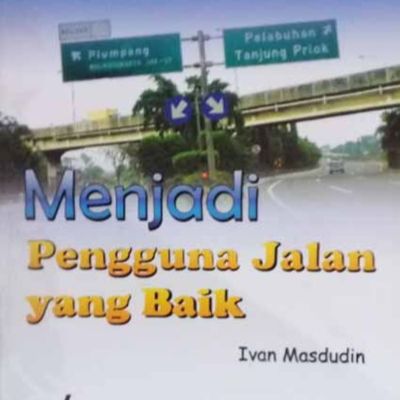 Plumpang
Pelabuhan
Tanjung Priok
Menjadi
Pengguna Jalan
yang Baik
Ivan Masdudin